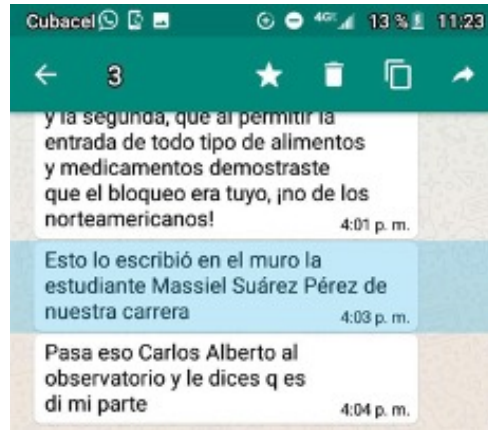 Cubacel 4G 13 % 11:23
3
y la segunda, que al permitir la
entrada de todo tipo de alimentos
y medicamentos demostraste
que el bloqueo era tuyo, ¡no de los
norteamericanos!
4:01 p. m.
Esto lo escribió en el muro la
estudiante Massiel Suárez Pérez de
nuestra carrera
4:03 p. m.
Pasa eso Carlos Alberto al
observatorio y le dices q es
di mi parte
4:04 p. m.